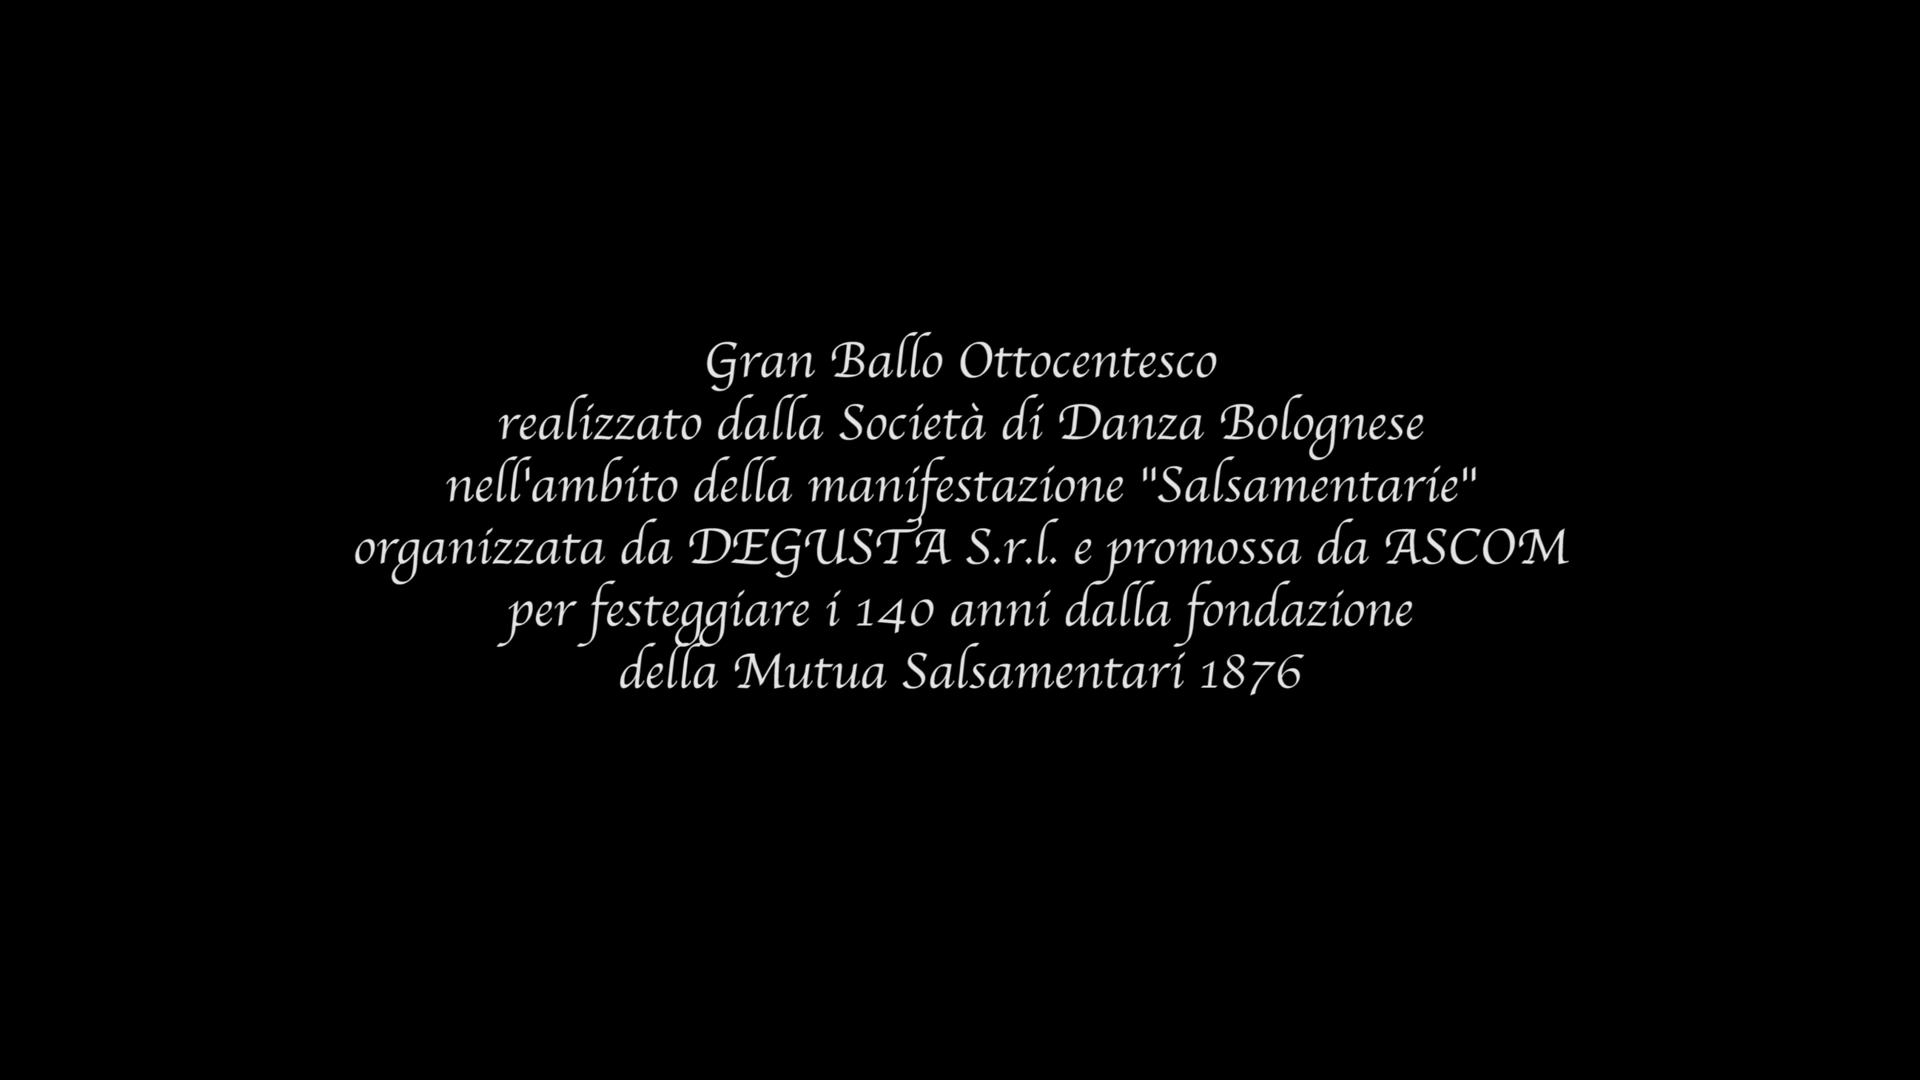 Gran Ballo Ottocentesco
realizzato dalla Società di Danza Bolognese
nell'ambito della manifestazione "Salsamentarie"
organizzata da DEGUSTA S.r.l. e promossa da ASCOM
per festeggiare i 140 anni dalla fondazione
della Mutua Salsamentari 1876